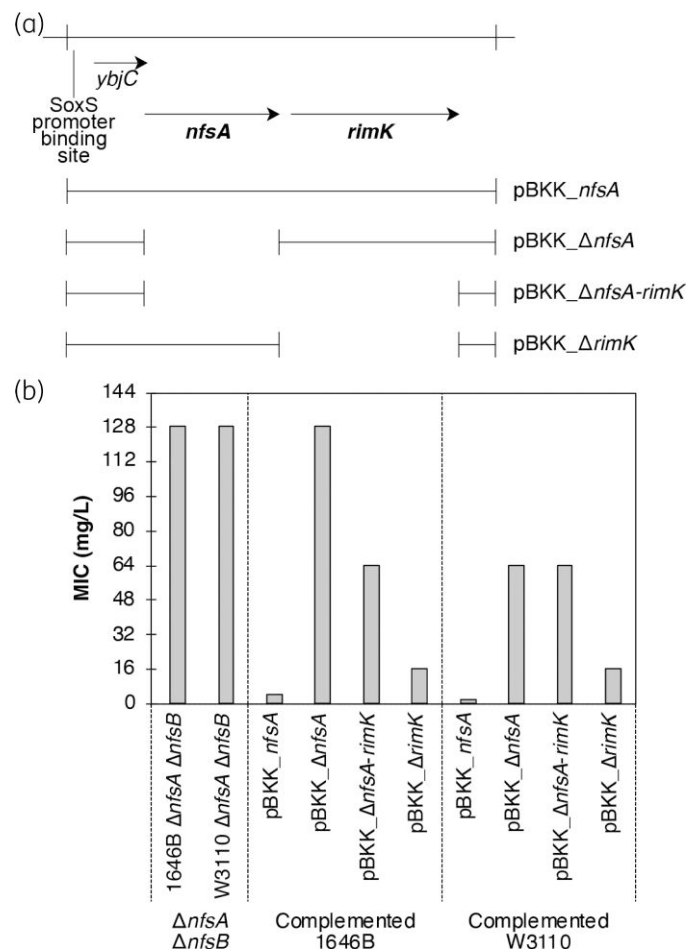 (a)
ybjC
SoxS
promoter
binding
site
nfsA
rimK
pBKK_nfsA
pBKK_ΔnfsA
pBKK_ΔnfsA-rimK
pBKK_ΔrimK
(b)
MIC (mg/L)
144
128
112
96
80
64
48
32
16
0
1646B ΔnfsA ΔnfsB
W3110 ΔnfsA ΔnfsB
pBKK_nfsA
pBKK_ΔnfsA
pBKK_ΔnfsA-rimK
pBKK_ΔrimK
pBKK_nfsA
pBKK_ΔnfsA
pBKK_ΔnfsA-rimK
pBKK_ΔrimK
ΔnfsA
ΔnfsB
Complemented
1646B
Complemented
W3110